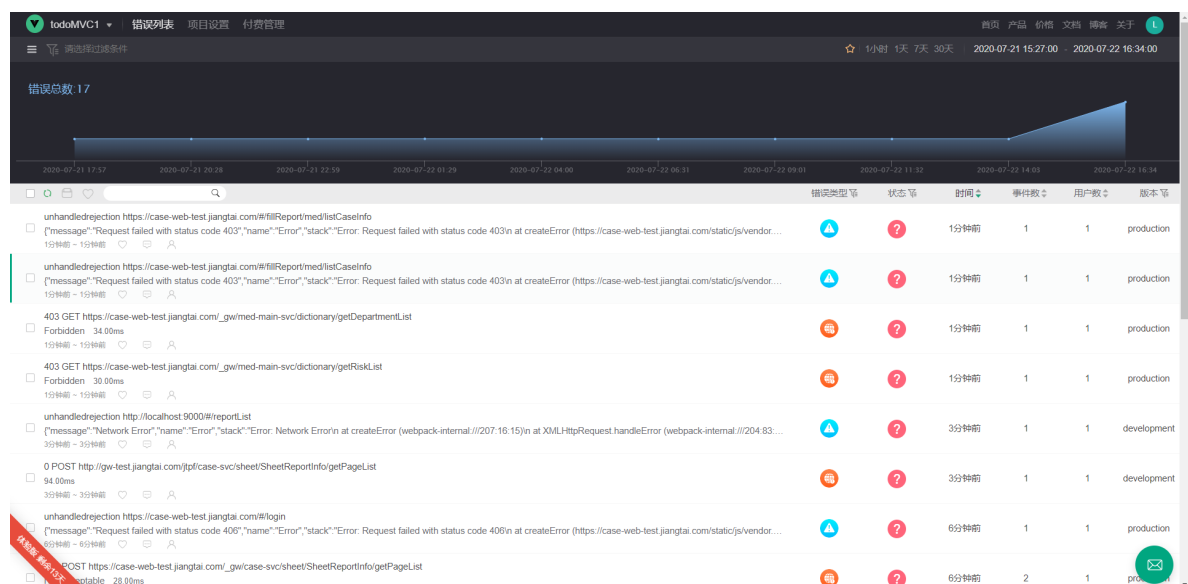 todoMVC1 错误列表 项目设置 付费管理 首页 产品 价格 文档 博客 关于 L
请选择过滤条件 1小时 1天 7天 30天 2020-07-21 15:27:00 - 2020-07-22 16:34:00
错误总数:17
2020-07-21 17:57 2020-07-21 20:28 2020-07-21 22:59 2020-07-22 01:29 2020-07-22 04:00 2020-07-22 06:31 2020-07-22 09:01 2020-07-22 11:32 2020-07-22 14:03 2020-07-22 16:34
错误类型 状态 时间 事件数 用户数 版本
unhandledrejection https://case-web-test.jiangtai.com/#/fillReport/med/listCaseInfo
{"message":"Request failed with status code 403","name":"Error","stack":"Error: Request failed with status code 403\n at createError (https://case-web-test.jiangtai.com/static/js/vendor.... 1分钟前 1 1 production
1分钟前 ~ 1分钟前
unhandledrejection https://case-web-test.jiangtai.com/#/fillReport/med/listCaseInfo
{"message":"Request failed with status code 403","name":"Error","stack":"Error: Request failed with status code 403\n at createError (https://case-web-test.jiangtai.com/static/js/vendor.... 1分钟前 1 1 production
1分钟前 ~ 1分钟前
403 GET https://case-web-test.jiangtai.com/_gw/med-main-svc/dictionary/getDepartmentList
Forbidden 34.00ms 1分钟前 1 1 production
1分钟前 ~ 1分钟前
403 GET https://case-web-test.jiangtai.com/_gw/med-main-svc/dictionary/getRiskList
Forbidden 30.00ms 1分钟前 1 1 production
1分钟前 ~ 1分钟前
unhandledrejection http://localhost:9000/#/reportList
{"message":"Network Error","name":"Error","stack":"Error: Network Error\n at createError (webpack-internal:///207:16:15)\n at XMLHttpRequest.handleError (webpack-internal:///204:83:... 3分钟前 1 1 development
3分钟前 ~ 3分钟前
0 POST http://gw-test.jiangtai.com/jtpf/case-svc/sheet/SheetReportInfo/getPageList
94.00ms 3分钟前 1 1 development
3分钟前 ~ 3分钟前
unhandledrejection https://case-web-test.jiangtai.com/#/login
{"message":"Request failed with status code 406","name":"Error","stack":"Error: Request failed with status code 406\n at createError (https://case-web-test.jiangtai.com/static/js/vendor.... 6分钟前 1 1 production
6分钟前 ~ 6分钟前
体验版 剩余13天
POST https://case-web-test.jiangtai.com/_gw/case-svc/sheet/SheetReportInfo/getPageList
28.00ms 6分钟前 2 1